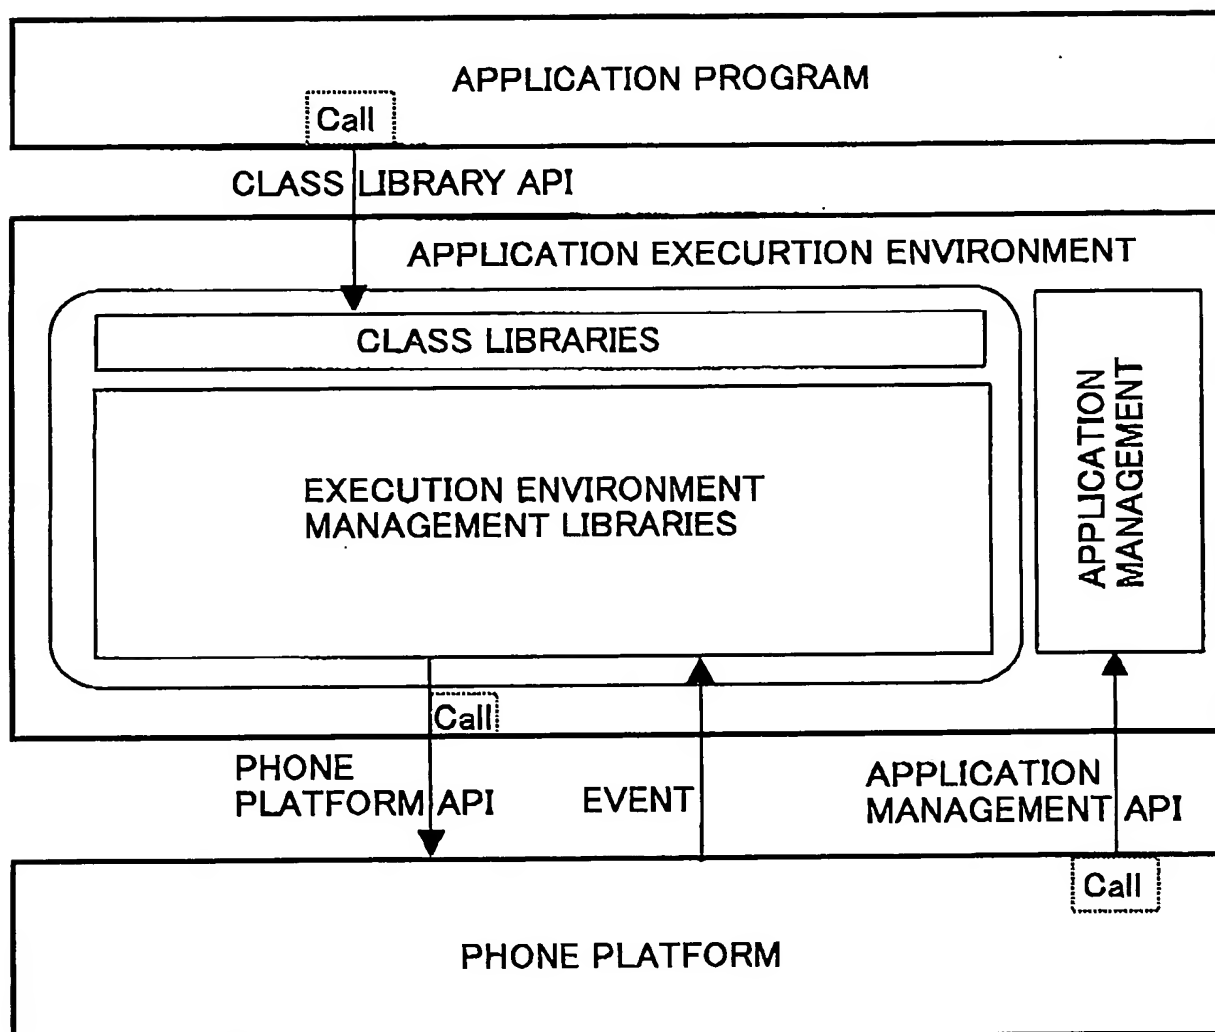 APPLICATION PROGRAM
Call
CLASS LIBRARY API
APPLICATION EXECURTION ENVIRONMENT
CLASS LIBRARIES
EXECUTION ENVIRONMENT
MANAGEMENT LIBRARIES
APPLICATION
MANAGEMENT
Call
PHONE
PLATFORM API
EVENT
APPLICATION
MANAGEMENT API
Call
PHONE PLATFORM